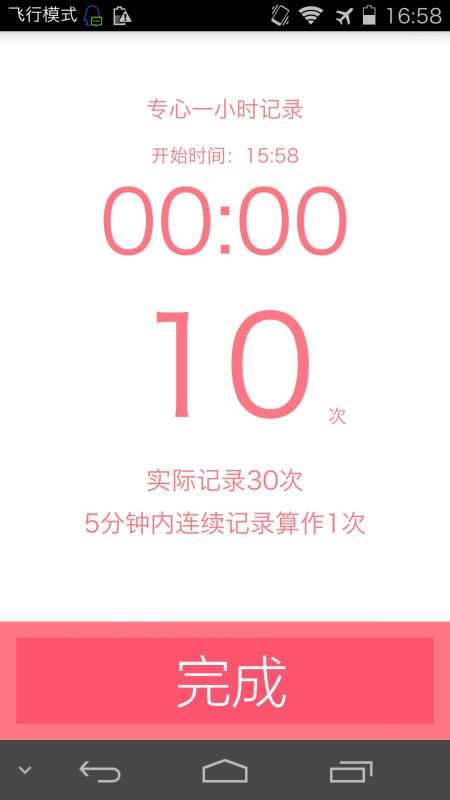 飞行模式 16:58
专心一小时记录
开始时间：15:58
00:00
10次
实际记录30次
5分钟内连续记录算作1次
完成